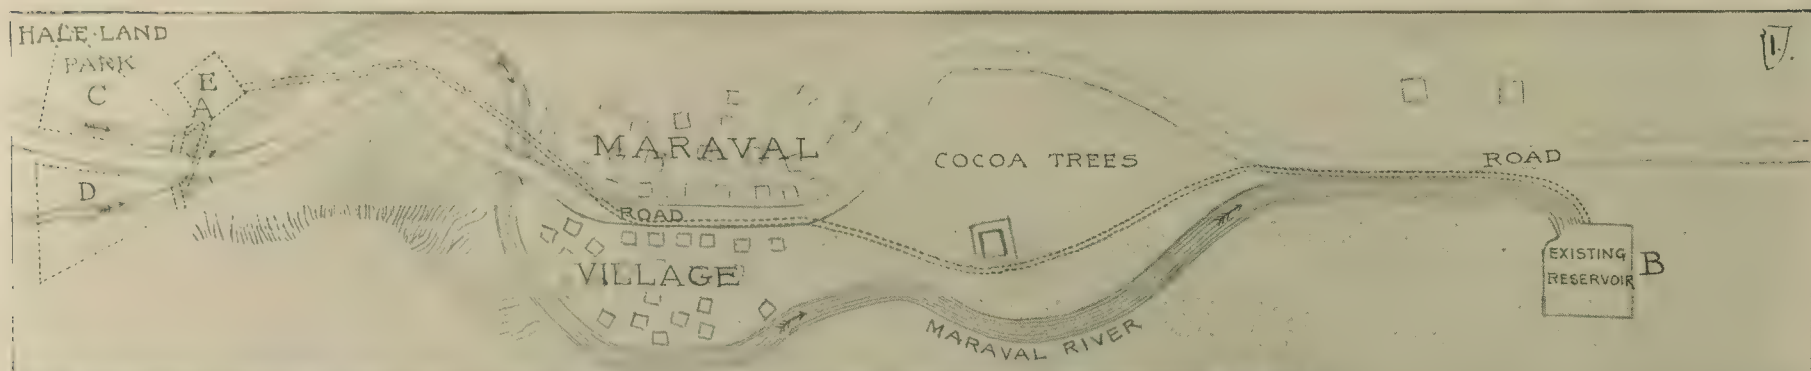 HALE·LAND
PARK
C
E
A
D
MARAVAL
ROAD
VILLAGE
COCOA TREES
MARAVAL RIVER
ROAD
EXISTING
RESERVOIR
B
1.